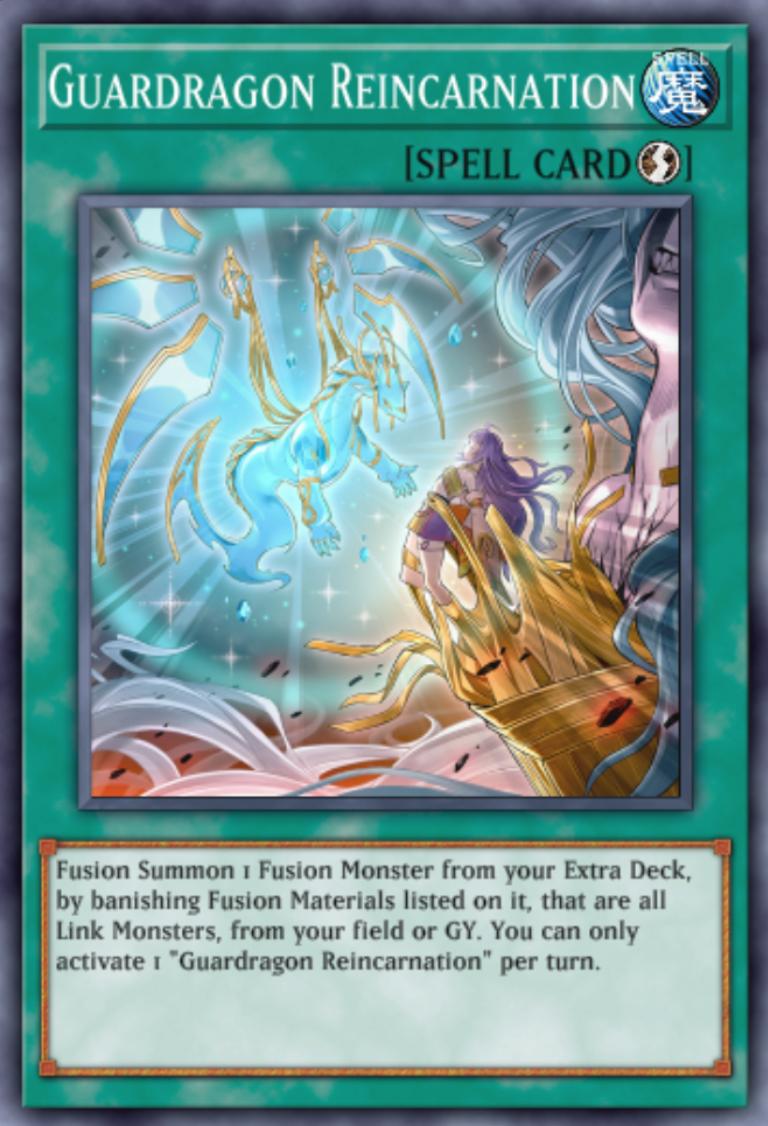 Guardragon Reincarnation
SPELL
魔
[SPELL CARD]
Fusion Summon 1 Fusion Monster from your Extra Deck,
by banishing Fusion Materials listed on it, that are all
Link Monsters, from your field or GY. You can only
activate 1 "Guardragon Reincarnation" per turn.